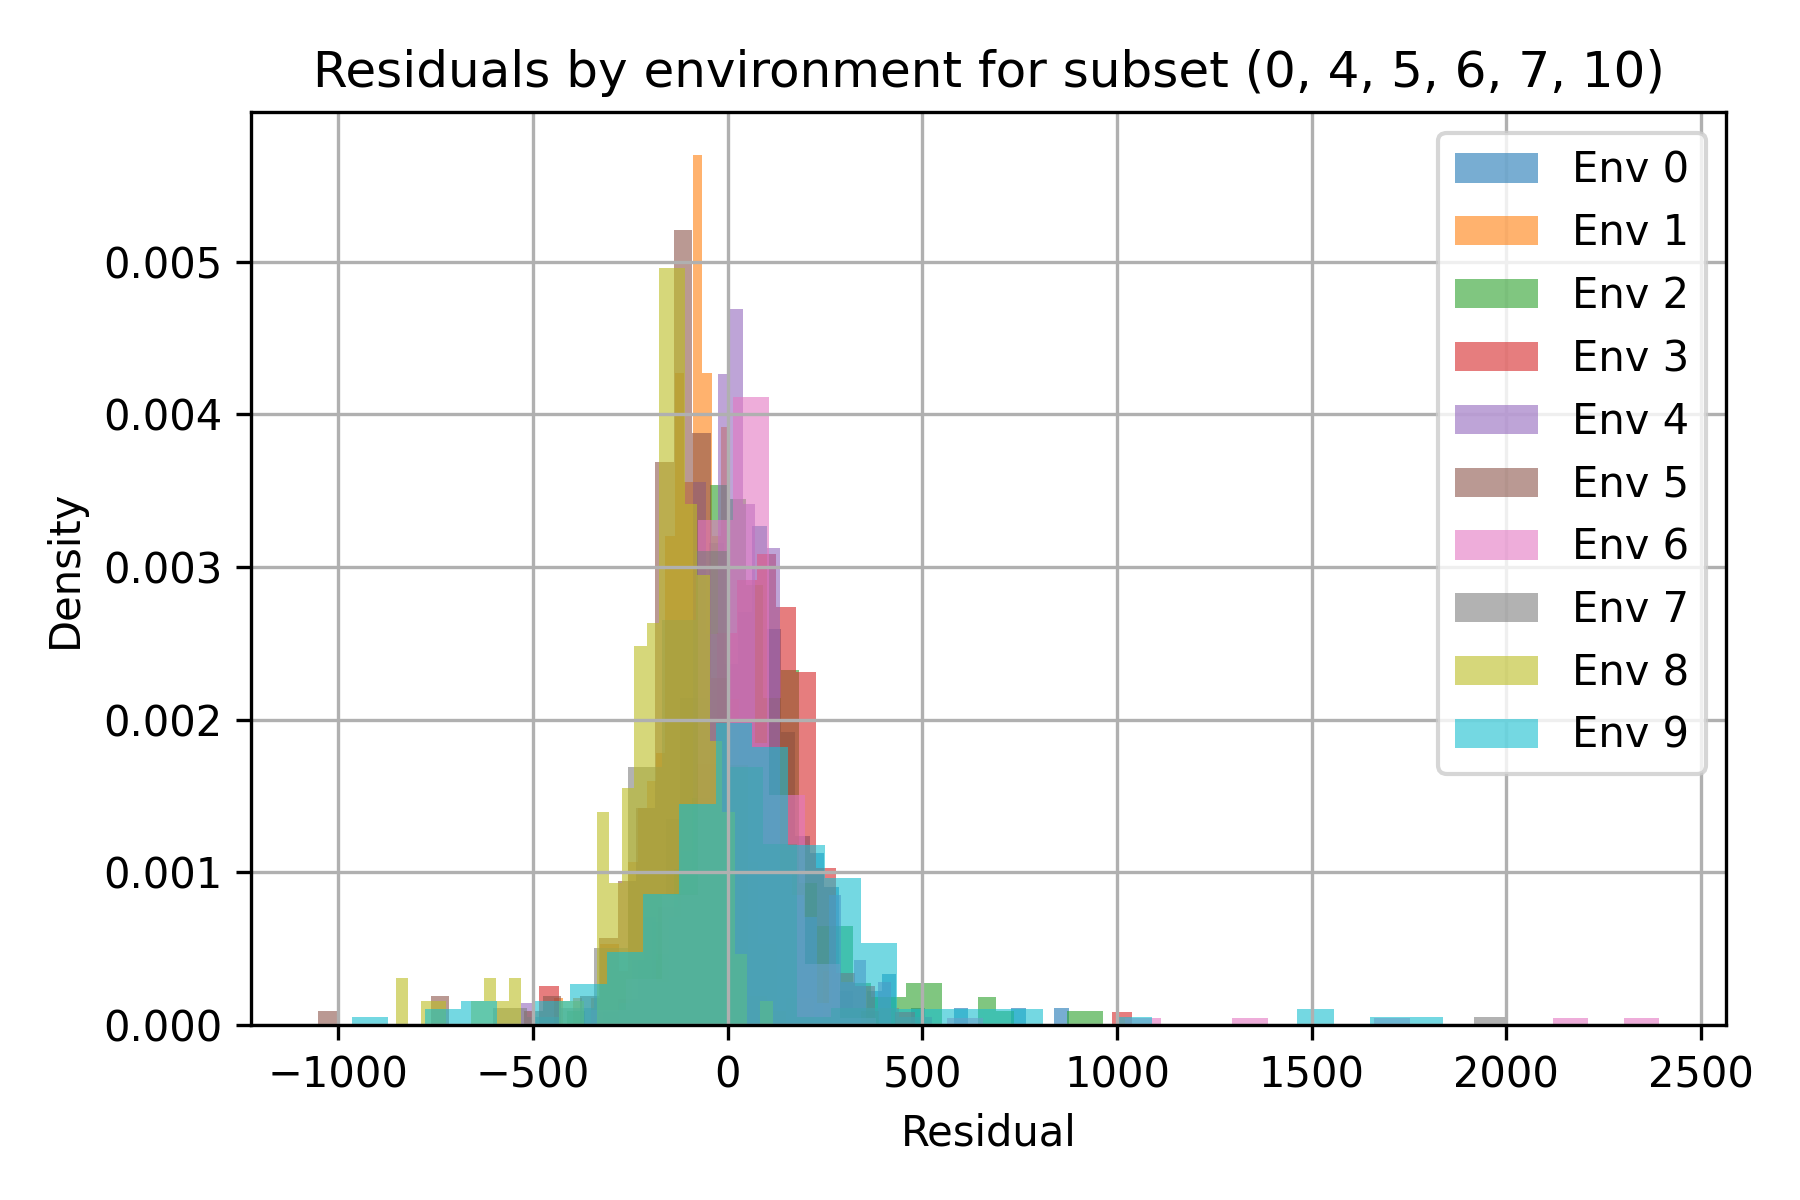 Residuals by environment for subset (0, 4, 5, 6, 7, 10)
Density
0.005
0.004
0.003
0.002
0.001
0.000
−1000 −500 0 500 1000 1500 2000 2500
Residual
Env 0
Env 1
Env 2
Env 3
Env 4
Env 5
Env 6
Env 7
Env 8
Env 9